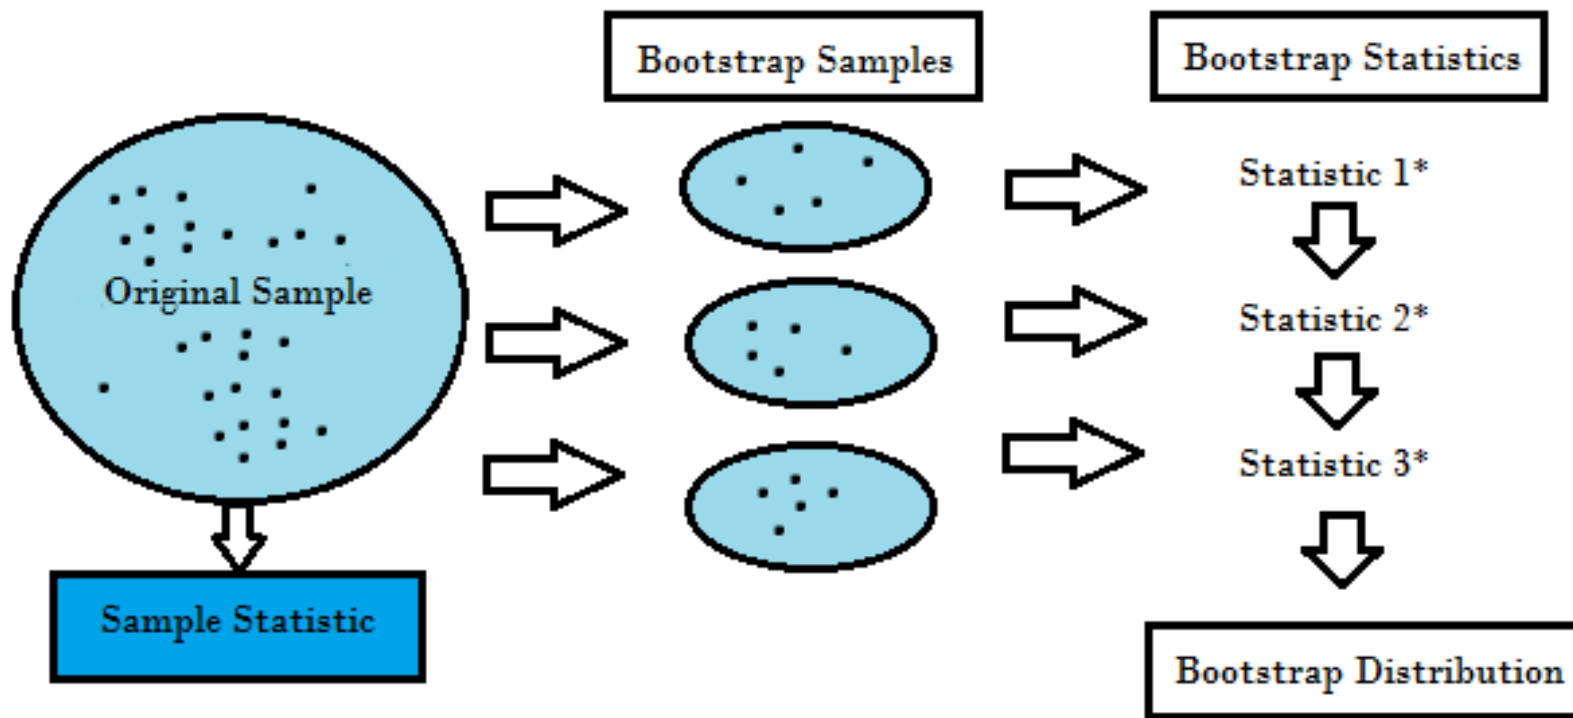 Bootstrap Samples
Bootstrap Statistics
Original Sample
Statistic 1*
Statistic 2*
Statistic 3*
Sample Statistic
Bootstrap Distribution